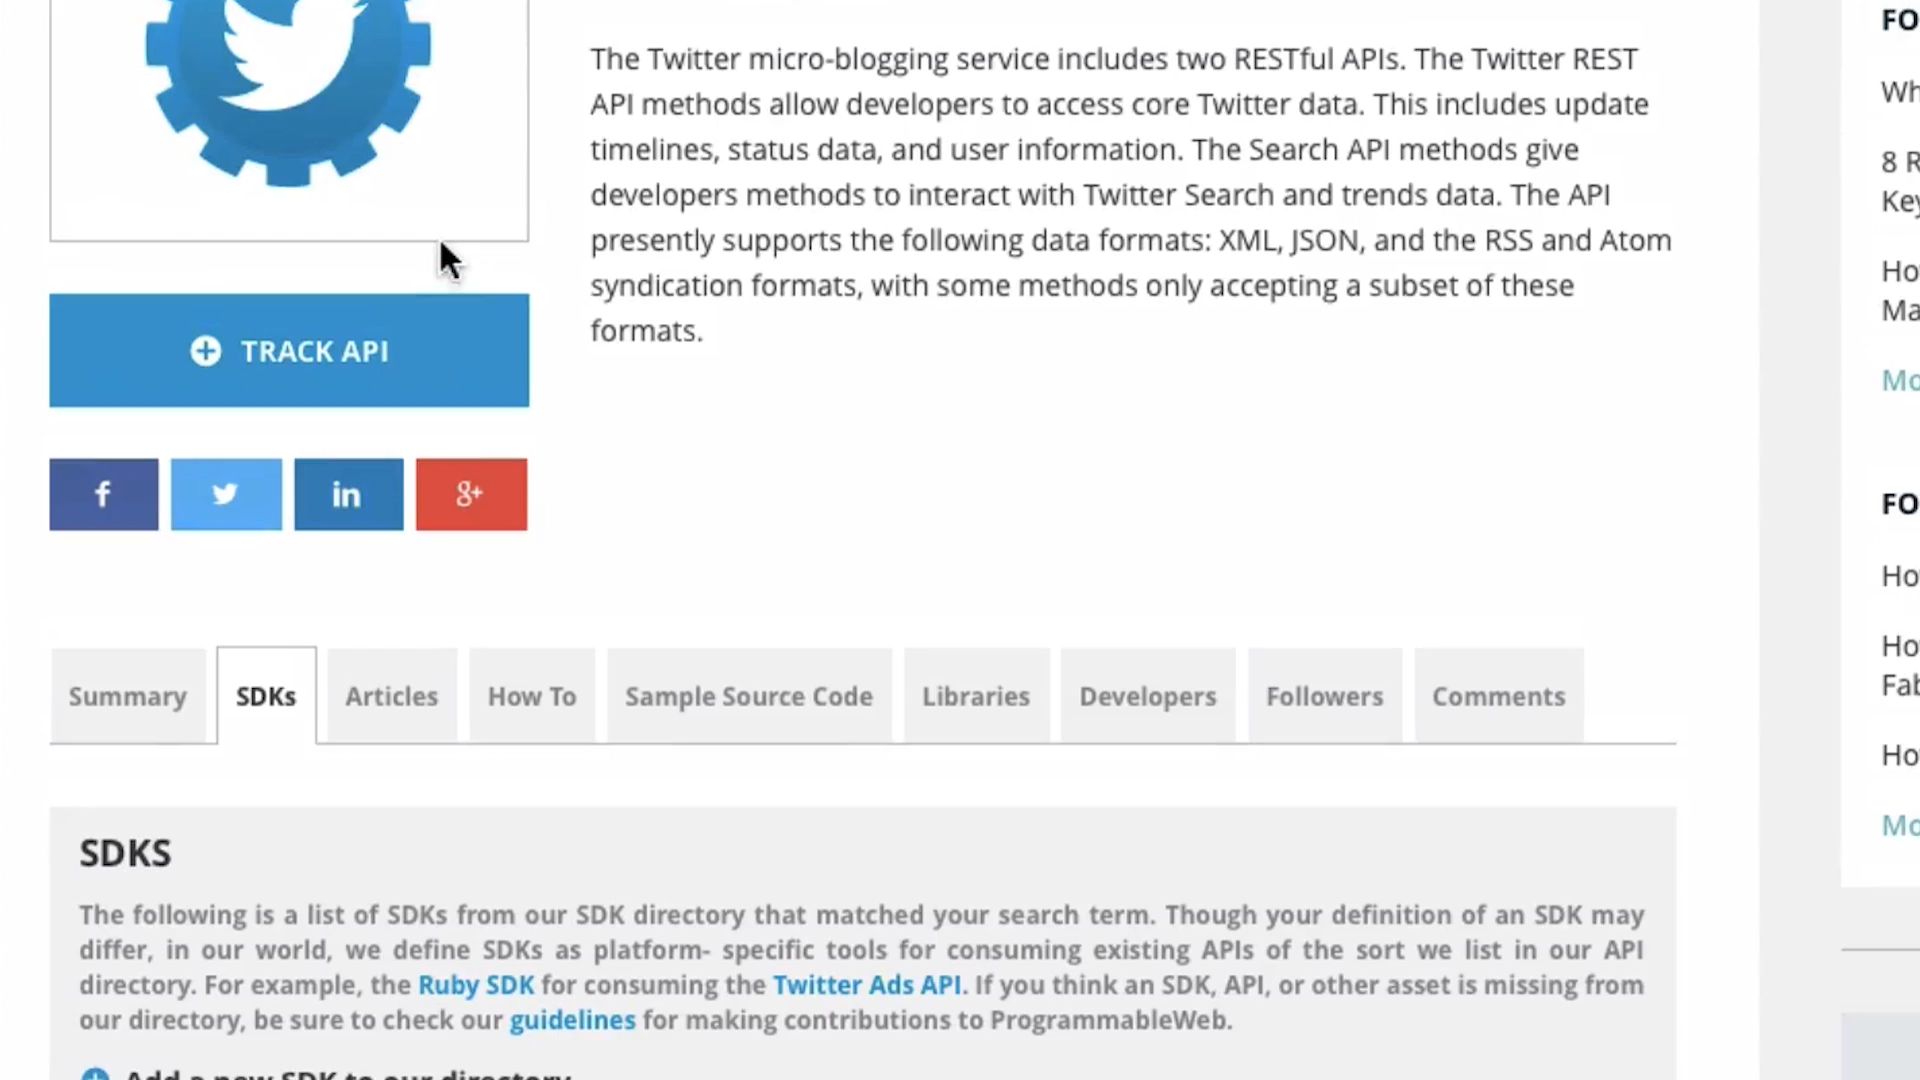 The Twitter micro-blogging service includes two RESTful APIs. The Twitter REST
API methods allow developers to access core Twitter data. This includes update
timelines, status data, and user information. The Search API methods give
developers methods to interact with Twitter Search and trends data. The API
presently supports the following data formats: XML, JSON, and the RSS and Atom
syndication formats, with some methods only accepting a subset of these
formats.
TRACK API
f
in
g+
Summary
SDKs
Articles
How To
Sample Source Code
Libraries
Developers
Followers
Comments
SDKS
The following is a list of SDKs from our SDK directory that matched your search term. Though your definition of an SDK may
differ, in our world, we define SDKs as platform- specific tools for consuming existing APIs of the sort we list in our API
directory. For example, the Ruby SDK for consuming the Twitter Ads API. If you think an SDK, API, or other asset is missing from
our directory, be sure to check our guidelines for making contributions to ProgrammableWeb.
Add a new SDK to our directory
8